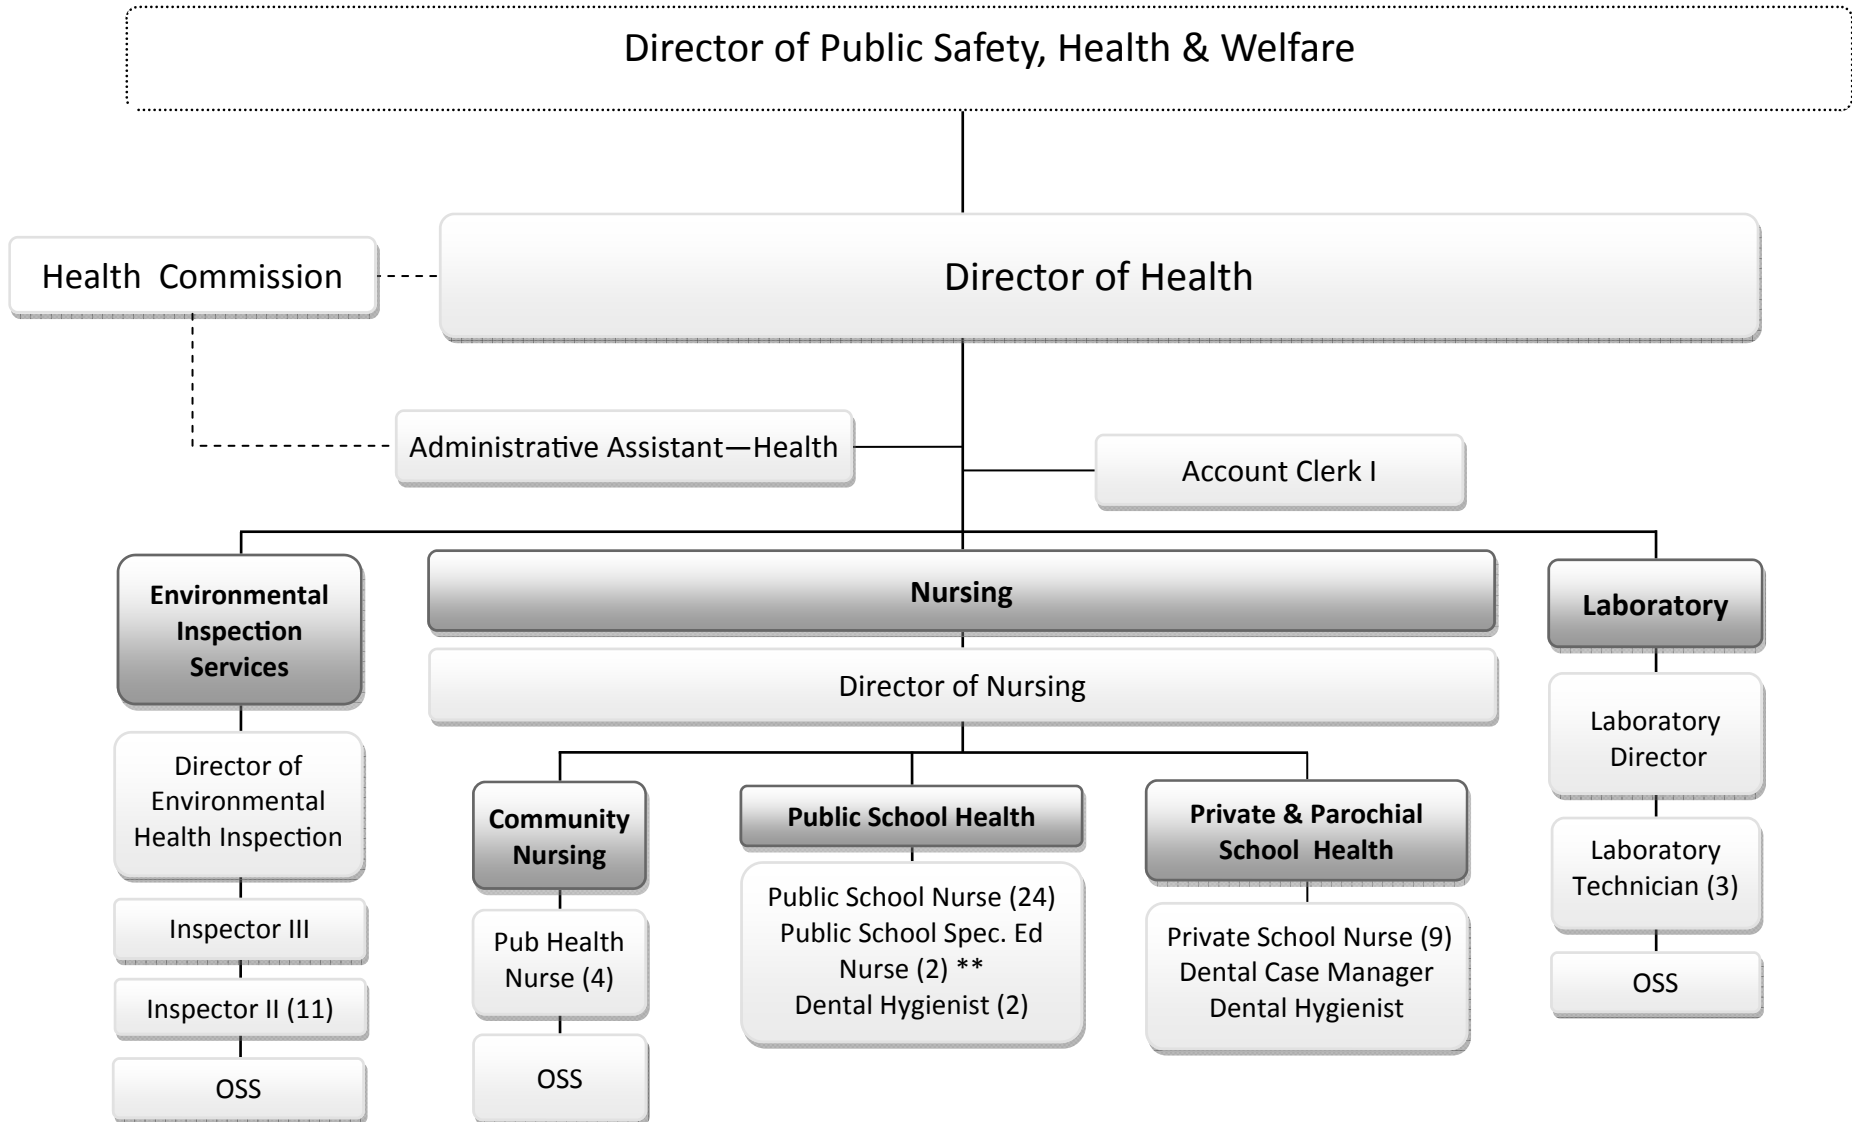 Director of Public Safety, Health & Welfare
Health Commission
Director of Health
Administrative Assistant—Health
Account Clerk I
Environmental
Inspection
Services
Director of
Environmental
Health Inspection
Inspector III
Inspector II (11)
OSS
Nursing
Director of Nursing
Community
Nursing
Pub Health
Nurse (4)
OSS
Public School Health
Public School Nurse (24)
Public School Spec. Ed
Nurse (2) **
Dental Hygienist (2)
Private & Parochial
School Health
Private School Nurse (9)
Dental Case Manager
Dental Hygienist
Laboratory
Laboratory
Director
Laboratory
Technician (3)
OSS